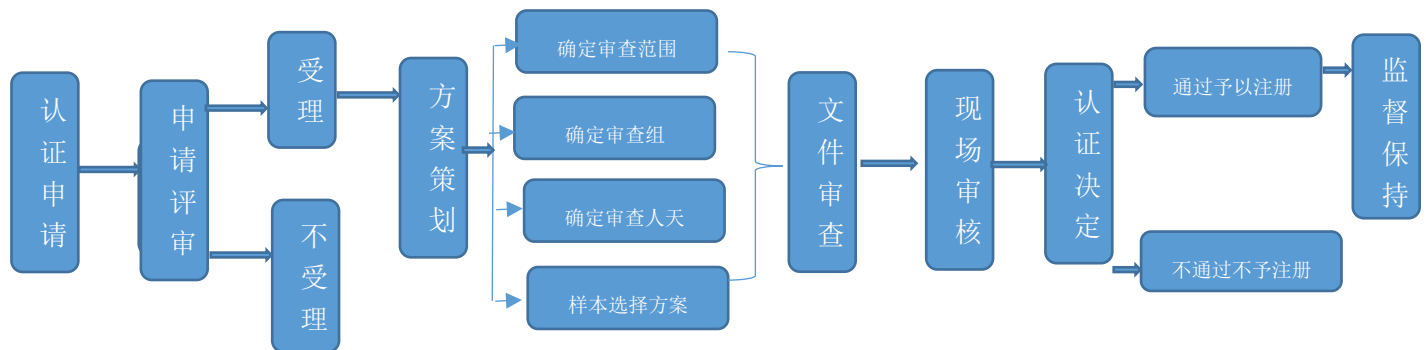 认证申请
申请评审
受理
不受理
方案策划
确定审查范围
确定审查组
确定审查人天
样本选择方案
文件审查
现场审核
认证决定
通过予以注册
不通过不予注册
监督保持